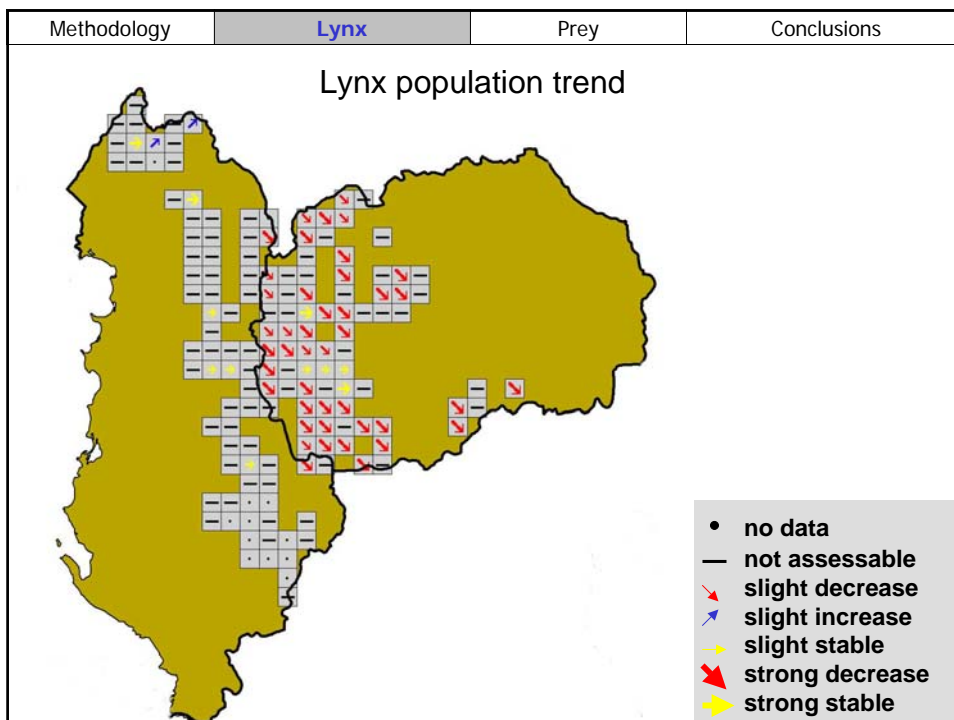 Methodology
Lynx
Prey
Conclusions
Lynx population trend
no data
not assessable
slight decrease
slight increase
slight stable
strong decrease
strong stable